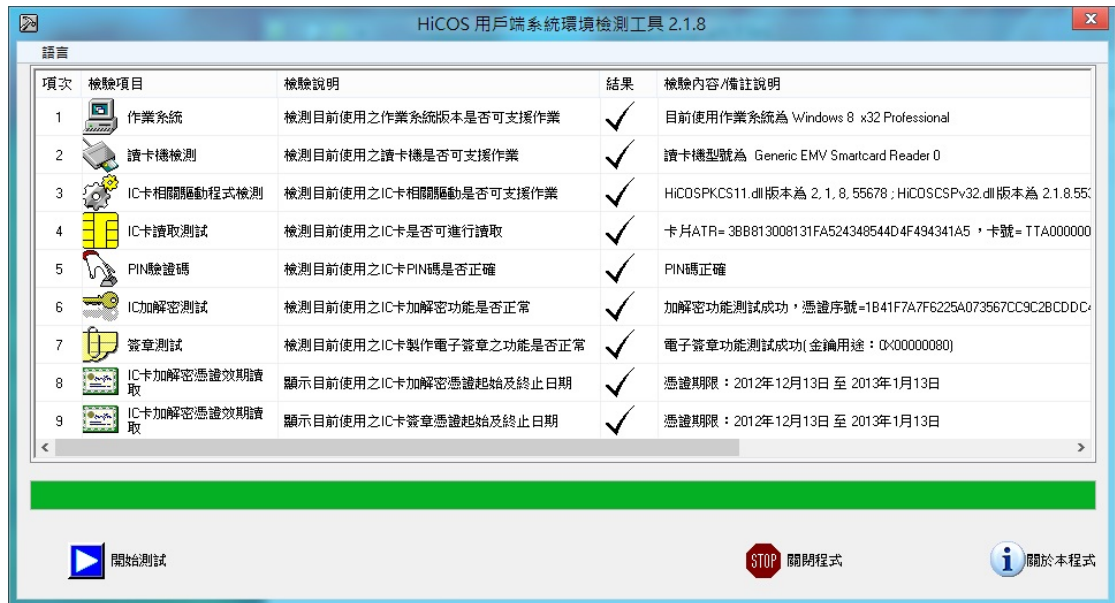 HiCOS 用戶端系統環境檢測工具 2.1.8
語言
項次 檢驗項目 檢驗說明 結果 檢驗內容/備註說明
1 作業系統 檢測目前使用之作業系統版本是否可支援作業 目前使用作業系統為 Windows 8 x32 Professional
2 讀卡機檢測 檢測目前使用之讀卡機是否可支援作業 讀卡機型號為 Generic EMV Smartcard Reader 0
3 IC卡相關驅動程式檢測 檢測目前使用之IC卡相關驅動是否可支援作業 HiCOSPKCS11.dll版本為 2, 1, 8, 55678 ; HiCOSCSPv32.dll版本為 2.1.8.553
4 IC卡讀取測試 檢測目前使用之IC卡是否可進行讀取 卡片ATR= 3BB813008131FA524348544D4F494341A5 ，卡號= TTA000000
5 PIN驗證碼 檢測目前使用之IC卡PIN碼是否正確 PIN碼正確
6 IC加解密測試 檢測目前使用之IC卡加解密功能是否正常 加解密功能測試成功，憑證序號=1B41F7A7F6225A073567CC9C2BCDDC4
7 簽章測試 檢測目前使用之IC卡製作電子簽章之功能是否正常 電子簽章功能測試成功(金鑰用途：0X00000080)
8 IC卡加解密憑證效期讀取 顯示目前使用之IC卡加解密憑證起始及終止日期 憑證期限：2012年12月13日 至 2013年1月13日
9 IC卡加解密憑證效期讀取 顯示目前使用之IC卡簽章憑證起始及終止日期 憑證期限：2012年12月13日 至 2013年1月13日
開始測試 STOP 關閉程式 關於本程式